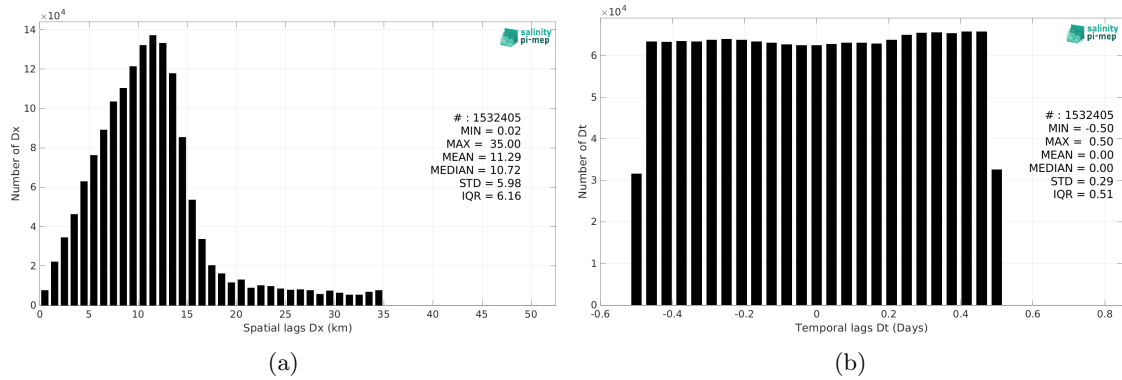 ×10⁴
14
12
10
8
6
4
2
0
Number of Dx
salinity
pi-mep
# : 1532405
MIN = 0.02
MAX = 35.00
MEAN = 11.29
MEDIAN = 10.72
STD = 5.98
IQR = 6.16
0 5 10 15 20 25 30 35 40 45 50
Spatial lags Dx (km)
(a)
×10⁴
6
5
4
3
2
1
0
Number of Dt
salinity
pi-mep
# : 1532405
MIN = -0.50
MAX = 0.50
MEAN = 0.00
MEDIAN = 0.00
STD = 0.29
IQR = 0.51
-0.6 -0.4 -0.2 0 0.2 0.4 0.6 0.8
Temporal lags Dt (Days)
(b)